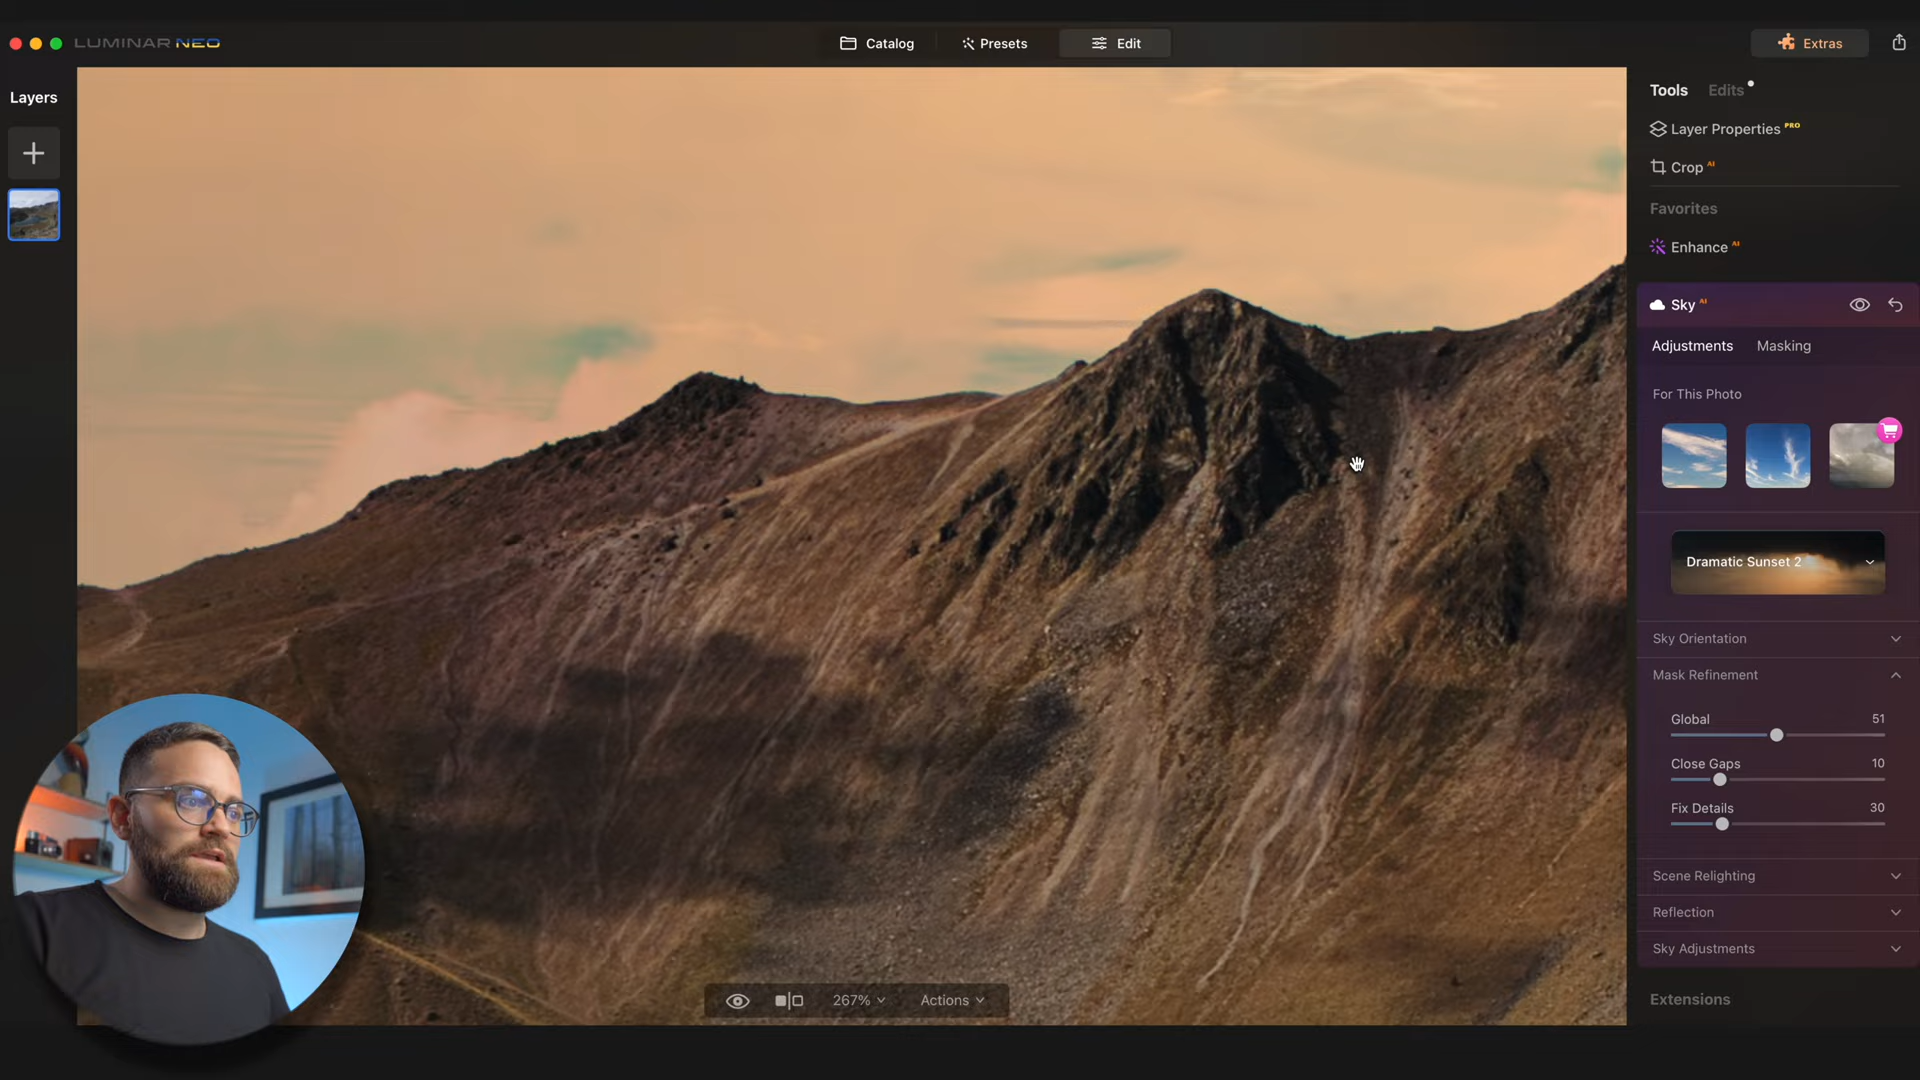 LUMINAR NEO
Catalog
Presets
Edit
Extras
Layers
Tools
Edits
Layer Properties PRO
Crop AI
Favorites
Enhance AI
Sky AI
Adjustments
Masking
For This Photo
Dramatic Sunset 2
Sky Orientation
Mask Refinement
Global
51
Close Gaps
10
Fix Details
30
Scene Relighting
Reflection
Sky Adjustments
Extensions
267%
Actions